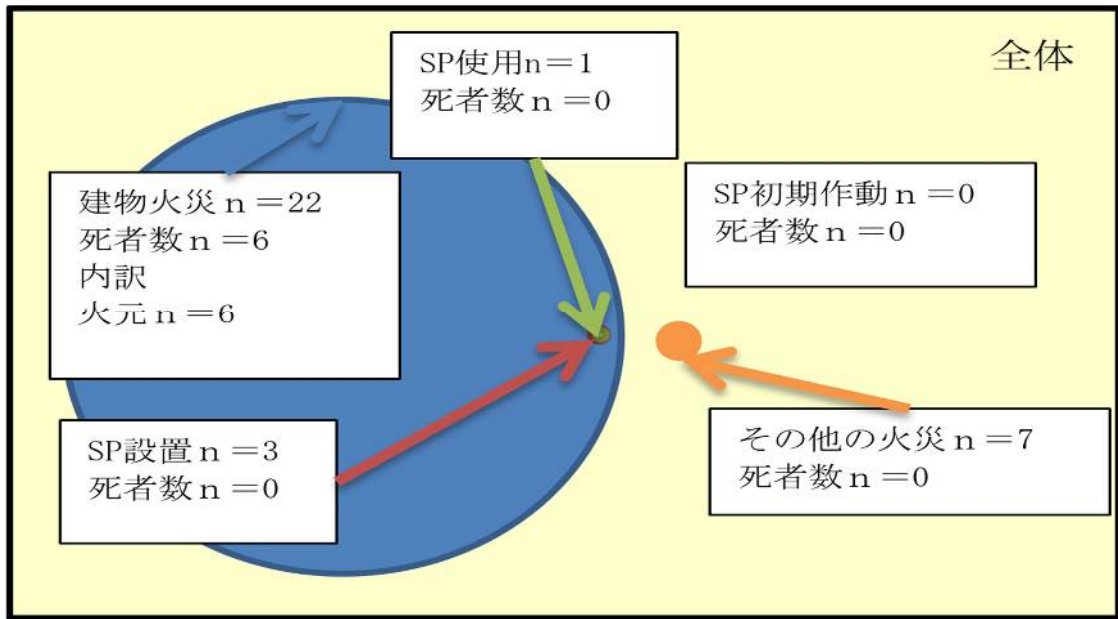 全体
SP使用n＝1
死者数ｎ＝0
建物火災ｎ＝22
死者数ｎ＝6
内訳
火元ｎ＝6
SP初期作動ｎ＝0
死者数ｎ＝0
SP設置ｎ＝3
死者数ｎ＝0
その他の火災ｎ＝7
死者数ｎ＝0